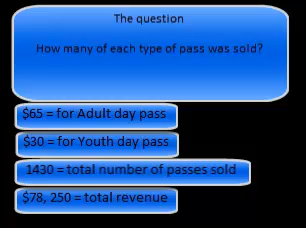 The question
How many of each type of pass was sold?
$65 = for Adult day pass
$30 = for Youth day pass
1430 = total number of passes sold
$78, 250 = total revenue